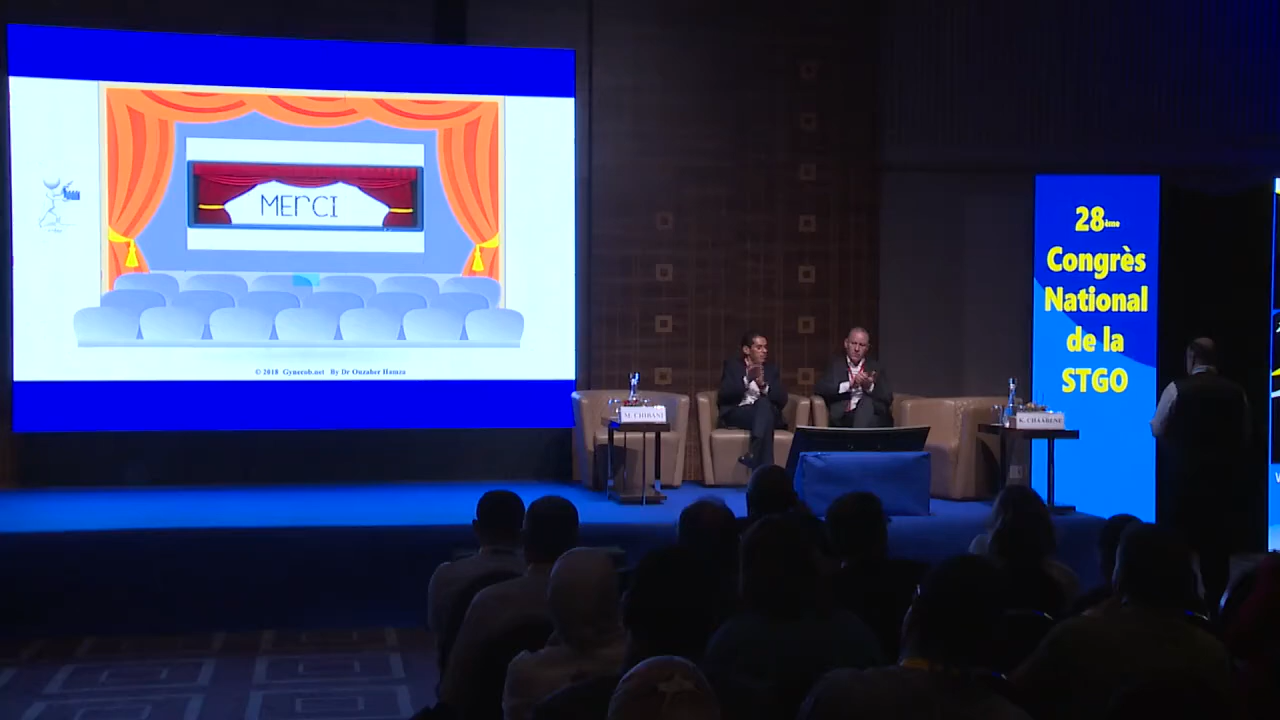 MERCI
© 2018 Gynecob.net By Dr Ouzaher Hamza
28ème
Congrès
National
de la
STGO
M. CHIBANI
K. CHAABENE